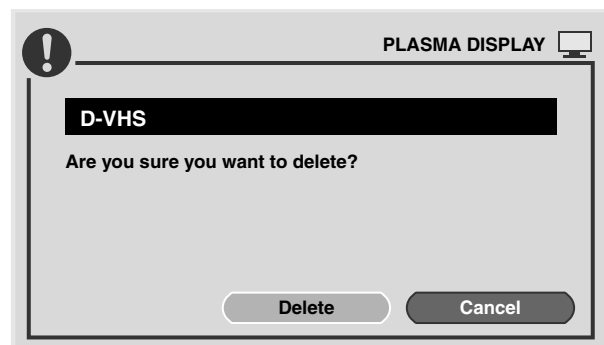 PLASMA DISPLAY
D-VHS
Are you sure you want to delete?
Delete
Cancel